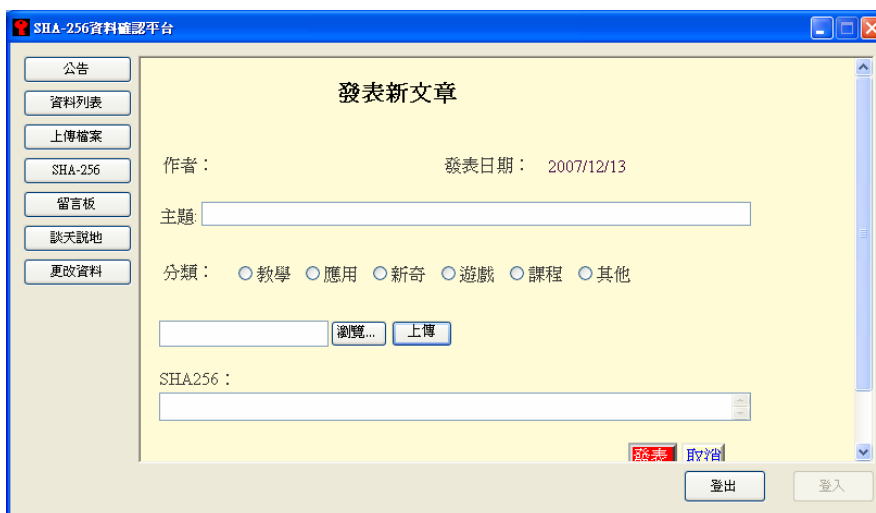 SHA-256資料確認平台
公告
資料列表
上傳檔案
SHA-256
留言板
談天說地
更改資料
發表新文章
作者： 發表日期： 2007/12/13
主題:
分類： 教學 應用 新奇 遊戲 課程 其他
瀏覽... 上傳
SHA256：
發表 取消
登出 登入